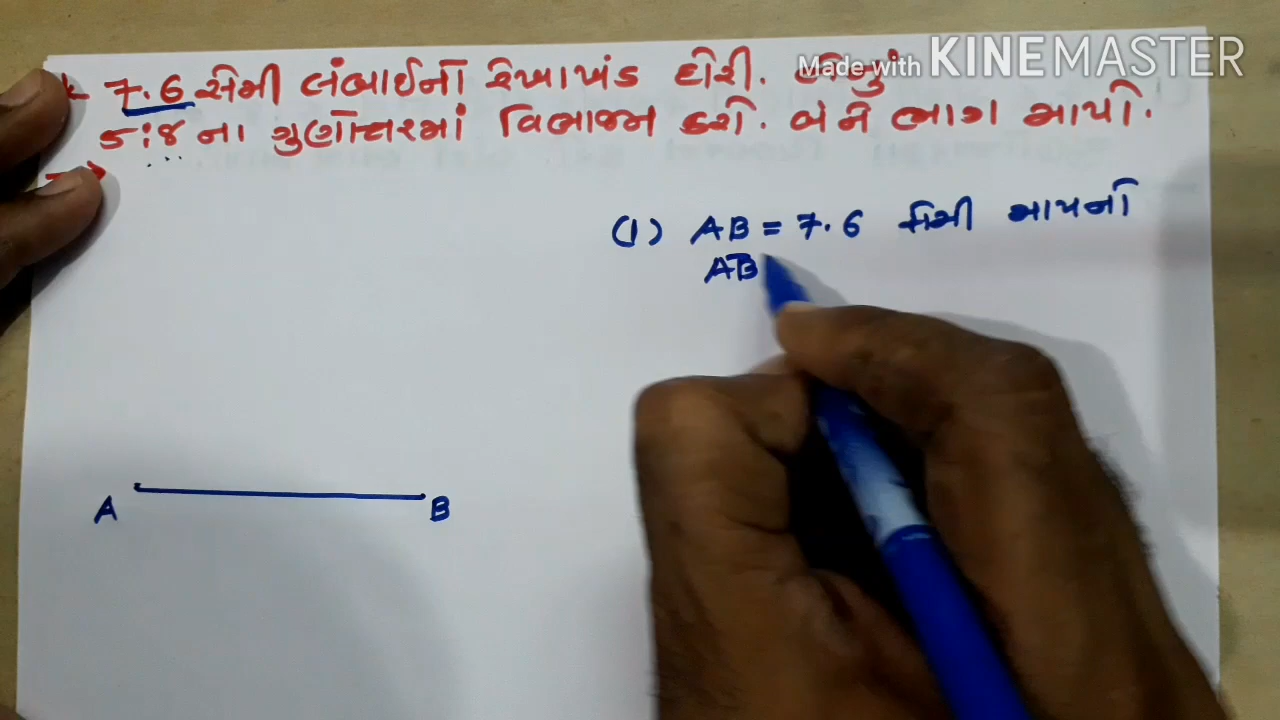 Made with KINEMASTER
* 7.6 સેમી લંબાઈનો રેખાખંડ દોરી. તેનું
5:8 ના ગુણોત્તરમાં વિભાજન કરો. બંને ભાગ માપો.
→
(1) AB = 7.6 સેમી માપનો
AB
A B